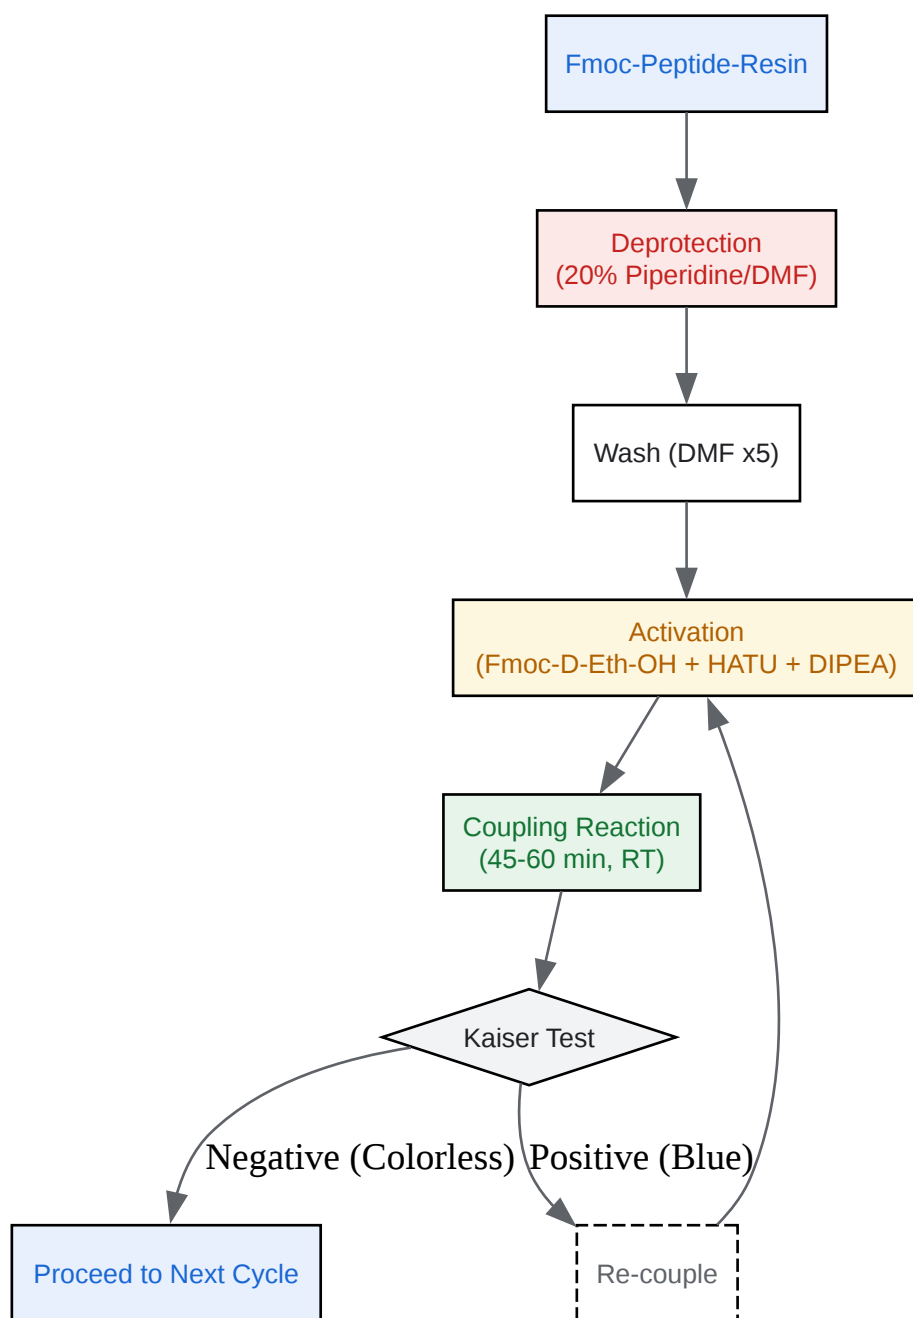 Fmoc-Peptide-Resin
Deprotection
(20% Piperidine/DMF)
Wash (DMF x5)
Activation
(Fmoc-D-Eth-OH + HATU + DIPEA)
Coupling Reaction
(45-60 min, RT)
Kaiser Test
Negative (Colorless)
Positive (Blue)
Proceed to Next Cycle
Re-couple